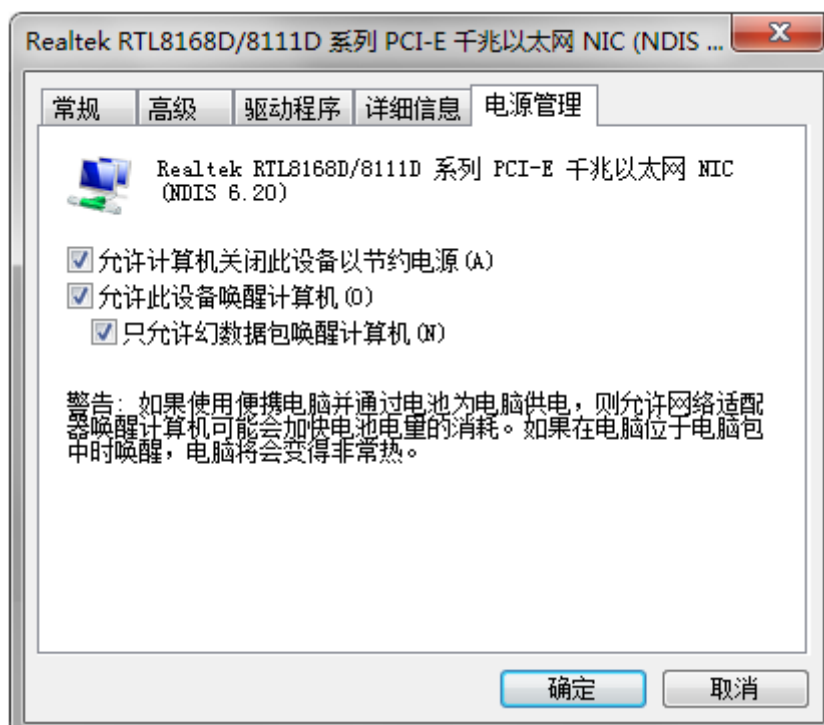 Realtek RTL8168D/8111D 系列 PCI-E 千兆以太网 NIC (NDIS ...
常规 高级 驱动程序 详细信息 电源管理
Realtek RTL8168D/8111D 系列 PCI-E 千兆以太网 NIC
(NDIS 6.20)
允许计算机关闭此设备以节约电源(A)
允许此设备唤醒计算机(O)
只允许幻数据包唤醒计算机(N)
警告: 如果使用便携电脑并通过电池为电脑供电，则允许网络适配
器唤醒计算机可能会加快电池电量的消耗。如果在电脑位于电脑包
中时唤醒，电脑将会变得非常热。
确定 取消